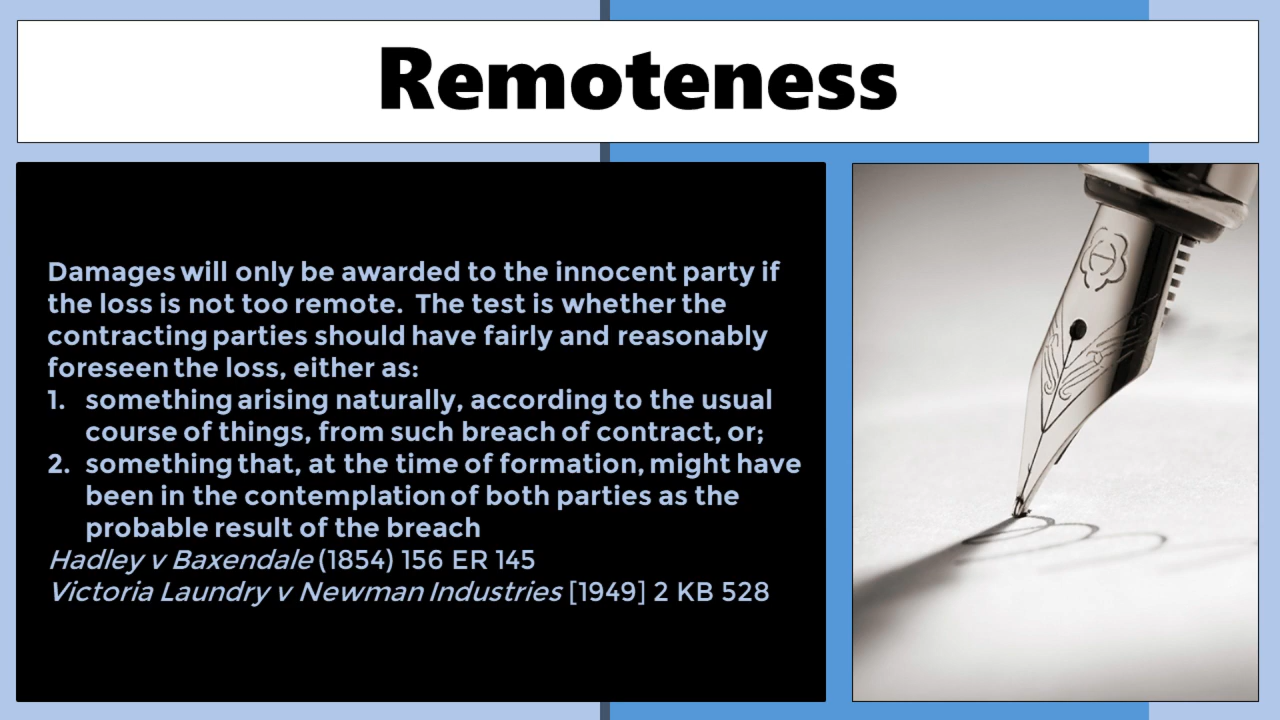 Remoteness
Damages will only be awarded to the innocent party if
the loss is not too remote. The test is whether the
contracting parties should have fairly and reasonably
foreseen the loss, either as:
1. something arising naturally, according to the usual
course of things, from such breach of contract, or;
2. something that, at the time of formation, might have
been in the contemplation of both parties as the
probable result of the breach
Hadley v Baxendale (1854) 156 ER 145
Victoria Laundry v Newman Industries [1949] 2 KB 528